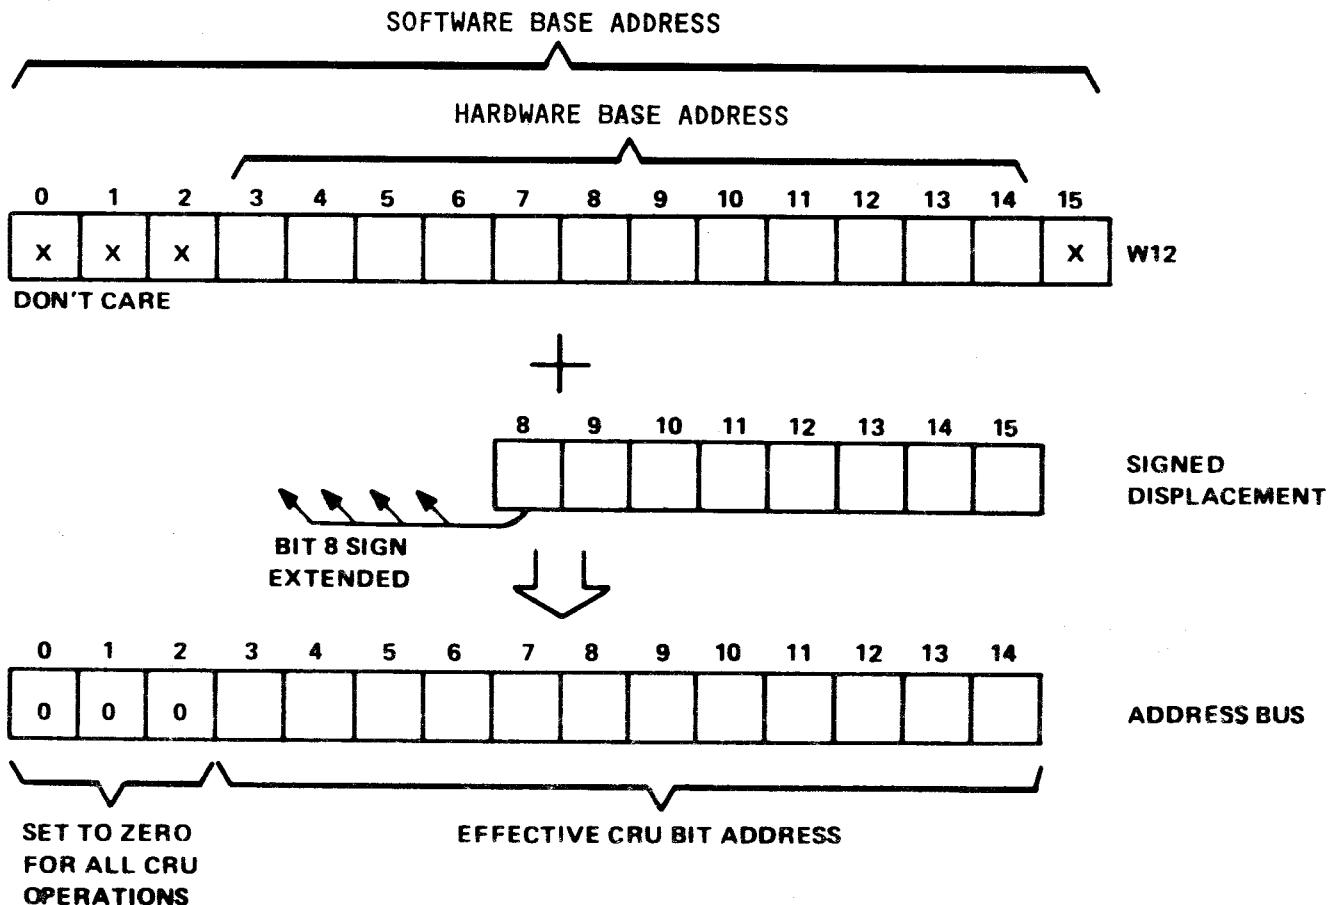 SOFTWARE BASE ADDRESS
HARDWARE BASE ADDRESS
0 1 2 3 4 5 6 7 8 9 10 11 12 13 14 15
X X X X W12
DON'T CARE
+
8 9 10 11 12 13 14 15
SIGNED
DISPLACEMENT
BIT 8 SIGN
EXTENDED
0 1 2 3 4 5 6 7 8 9 10 11 12 13 14
0 0 0 ADDRESS BUS
SET TO ZERO
FOR ALL CRU
OPERATIONS
EFFECTIVE CRU BIT ADDRESS